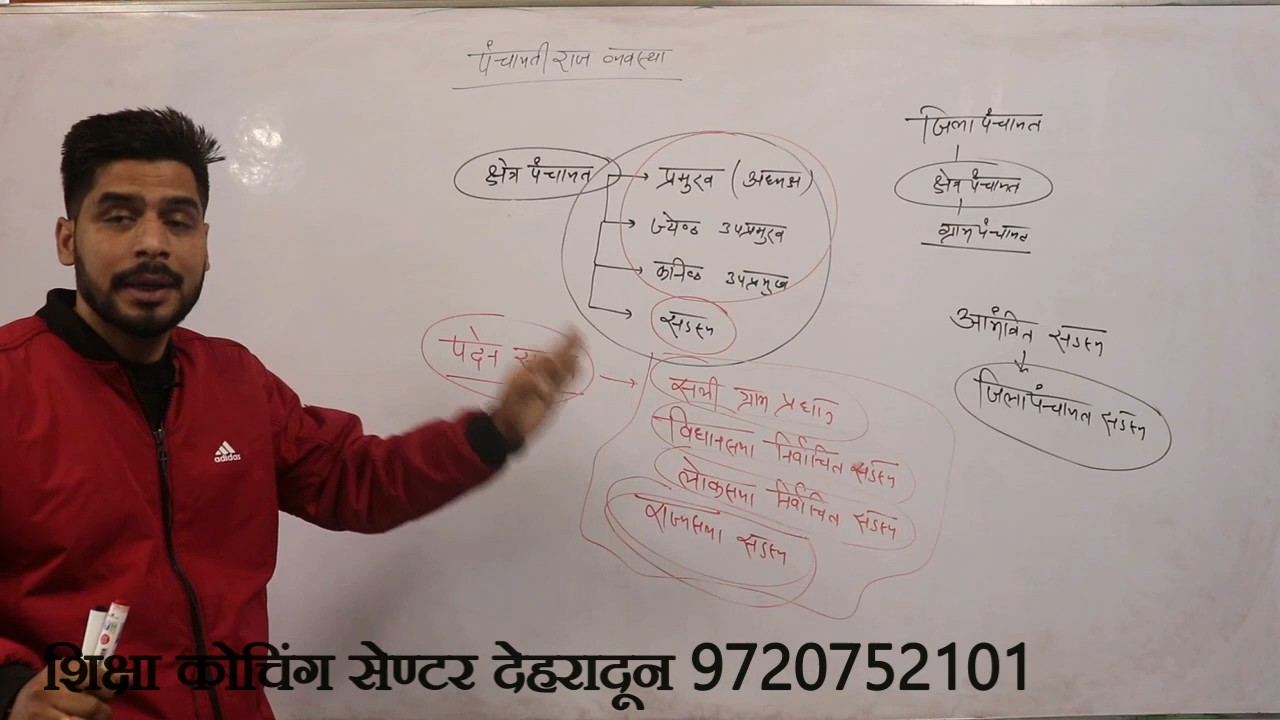 पंचायती राज व्यवस्था
क्षेत्र पंचायत
प्रमुख (अध्यक्ष)
ज्येष्ठ उपप्रमुख
कनिष्ठ उपप्रमुख
सदस्य
जिला पंचायत
क्षेत्र पंचायत
ग्राम पंचायत
पदेन
सभी ग्राम प्रधान
विधानसभा निर्वाचित सदस्य
लोकसभा निर्वाचित सदस्य
राज्यसभा सदस्य
आमंत्रित सदस्य
जिला पंचायत सदस्य
adidas
शिक्षा कोचिंग सेण्टर देहरादून 9720752101